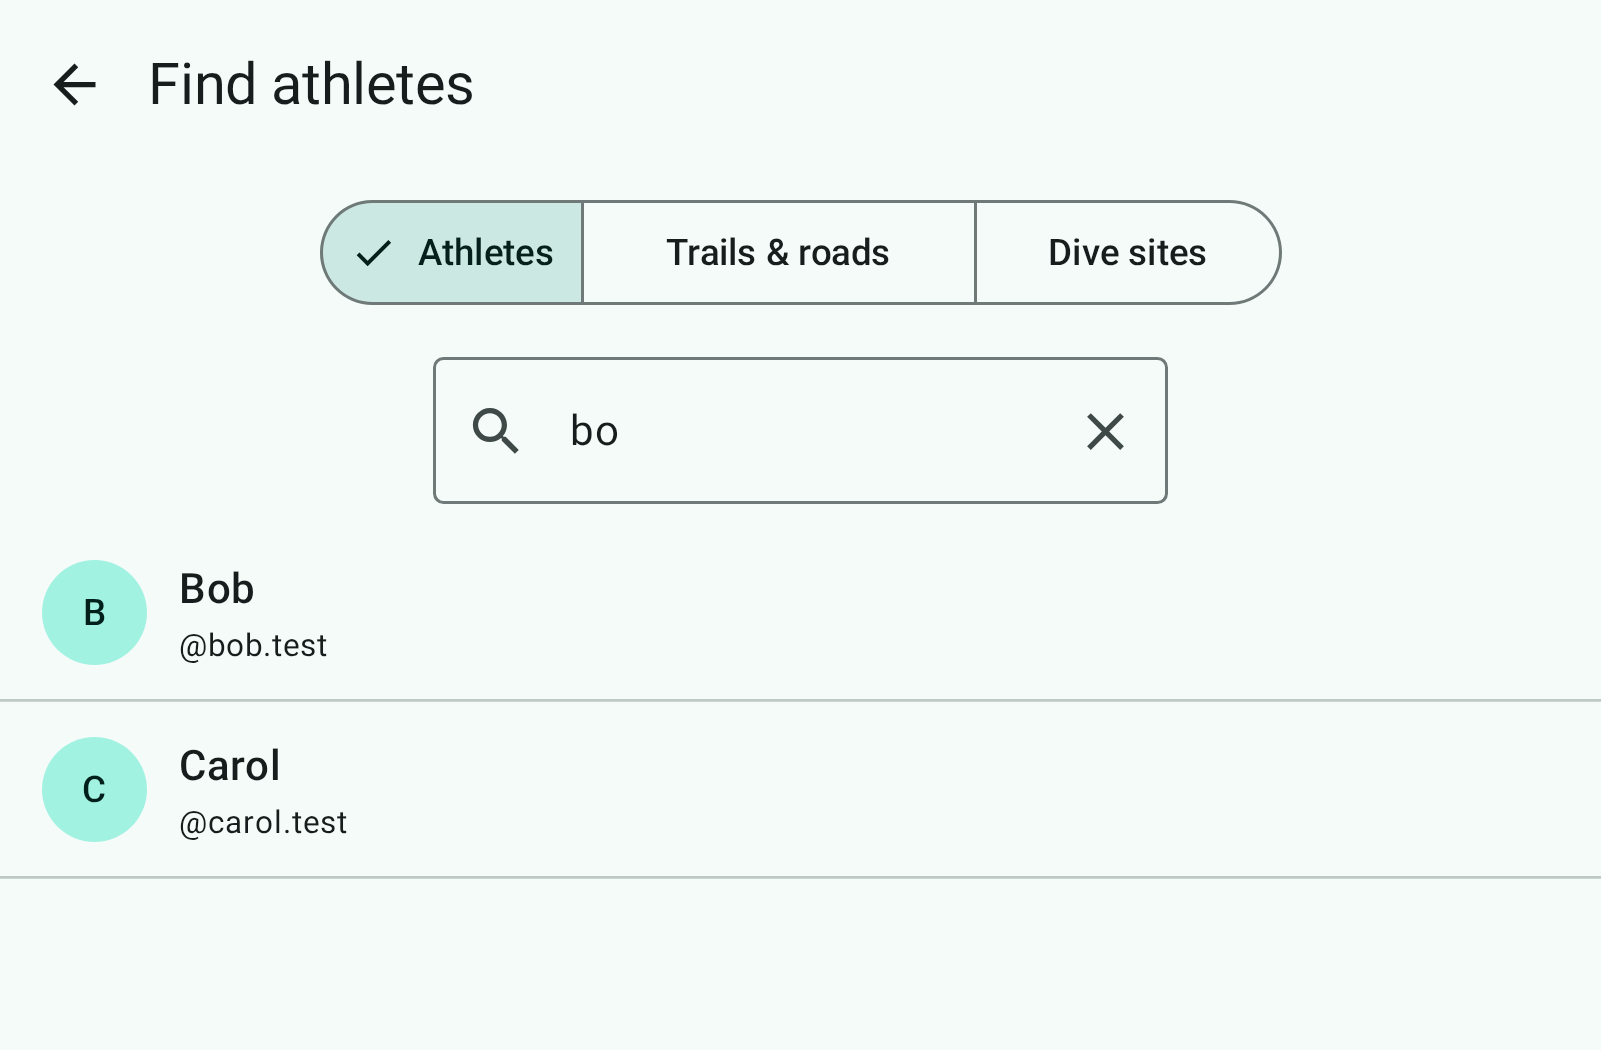 Find athletes
Athletes
Trails & roads
Dive sites
bo
B
Bob
@bob.test
C
Carol
@carol.test